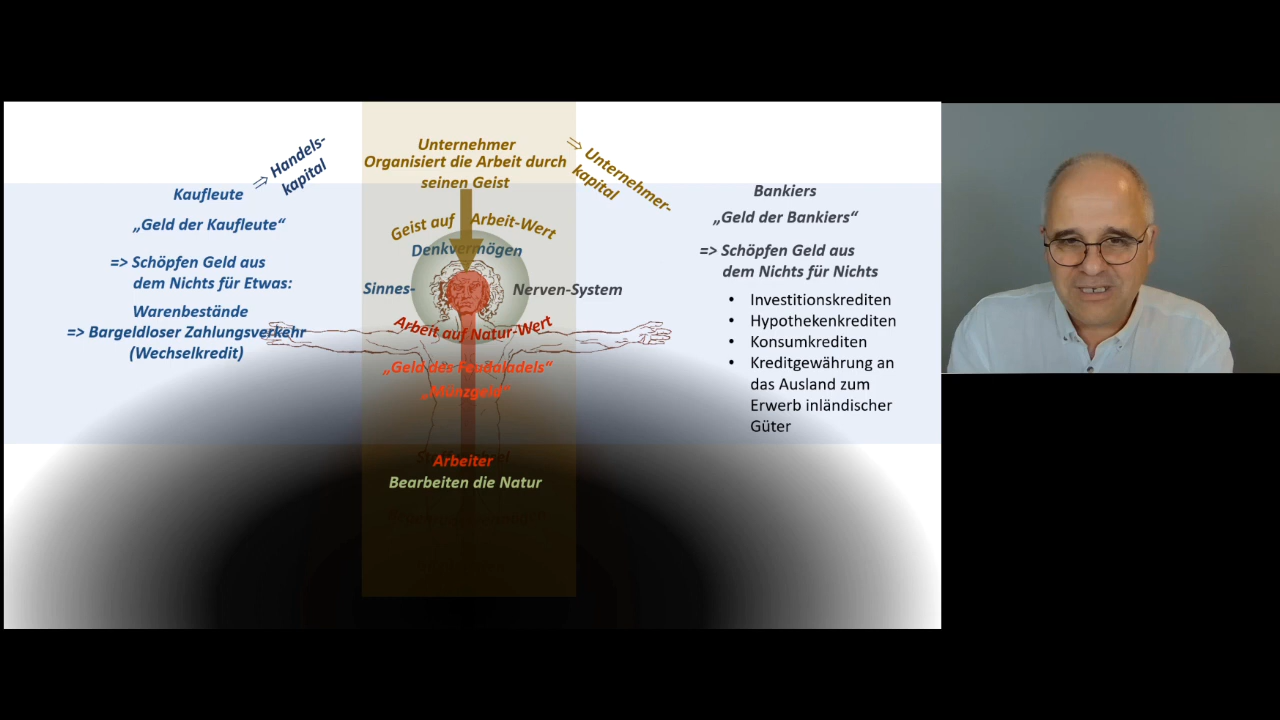 Handels-
kapital
Kaufleute
„Geld der Kaufleute“
=> Schöpfen Geld aus
dem Nichts für Etwas:
Warenbestände
=> Bargeldloser Zahlungsverkehr
(Wechselkredit)
Unternehmer
Organisiert die Arbeit durch
seinen Geist
Unternehmer-
kapital
Geist auf Arbeit-Wert
Denkvermögen
Sinnes- Nerven-System
Arbeit auf Natur-Wert
„Geld des Feudaladels“
„Münzgeld“
Arbeiter
Bearbeiten die Natur
Bankiers
„Geld der Bankiers“
=> Schöpfen Geld aus
dem Nichts für Nichts
• Investitionskrediten
• Hypothekenkrediten
• Konsumkrediten
• Kreditgewährung an
das Ausland zum
Erwerb inländischer
Güter